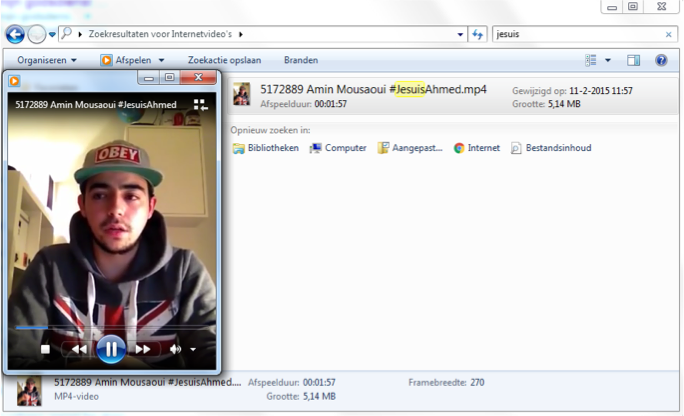 Zoekresultaten voor Internetvideo's
jesuis
Organiseren
Afspelen
Zoekactie opslaan
Branden
5172889 Amin Mousaoui #JesuisAhmed.mp4
Afspeelduur: 00:01:57
Gewijzigd op: 11-2-2015 11:57
Grootte: 5,14 MB
Opnieuw zoeken in:
Bibliotheken
Computer
Aangepast...
Internet
Bestandsinhoud
5172889 Amin Mousaoui #JesuisAhmed
OBEY
5172889 Amin Mousaoui #JesuisAhmed....
MP4-video
Afspeelduur: 00:01:57
Grootte: 5,14 MB
Framebreedte: 270